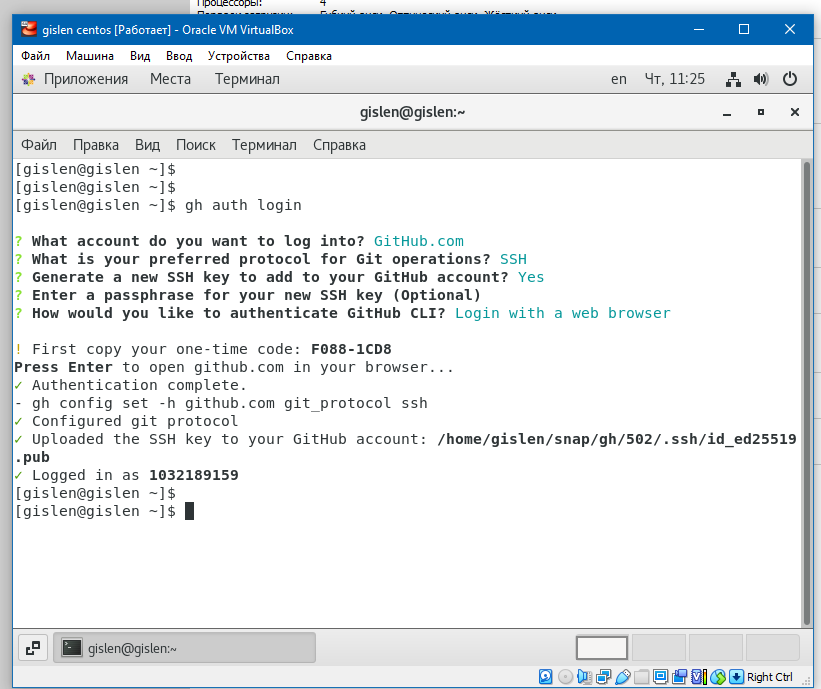 Процессоры: 4
gislen centos [Работает] - Oracle VM VirtualBox
Файл Машина Вид Ввод Устройства Справка
Приложения Места Терминал en Чт, 11:25
gislen@gislen:~
Файл Правка Вид Поиск Терминал Справка
[gislen@gislen ~]$
[gislen@gislen ~]$
[gislen@gislen ~]$ gh auth login
? What account do you want to log into? GitHub.com
? What is your preferred protocol for Git operations? SSH
? Generate a new SSH key to add to your GitHub account? Yes
? Enter a passphrase for your new SSH key (Optional)
? How would you like to authenticate GitHub CLI? Login with a web browser
! First copy your one-time code: F088-1CD8
Press Enter to open github.com in your browser...
✓ Authentication complete.
- gh config set -h github.com git_protocol ssh
✓ Configured git protocol
✓ Uploaded the SSH key to your GitHub account: /home/gislen/snap/gh/502/.ssh/id_ed25519
.pub
✓ Logged in as 1032189159
[gislen@gislen ~]$
[gislen@gislen ~]$
gislen@gislen:~
Right Ctrl